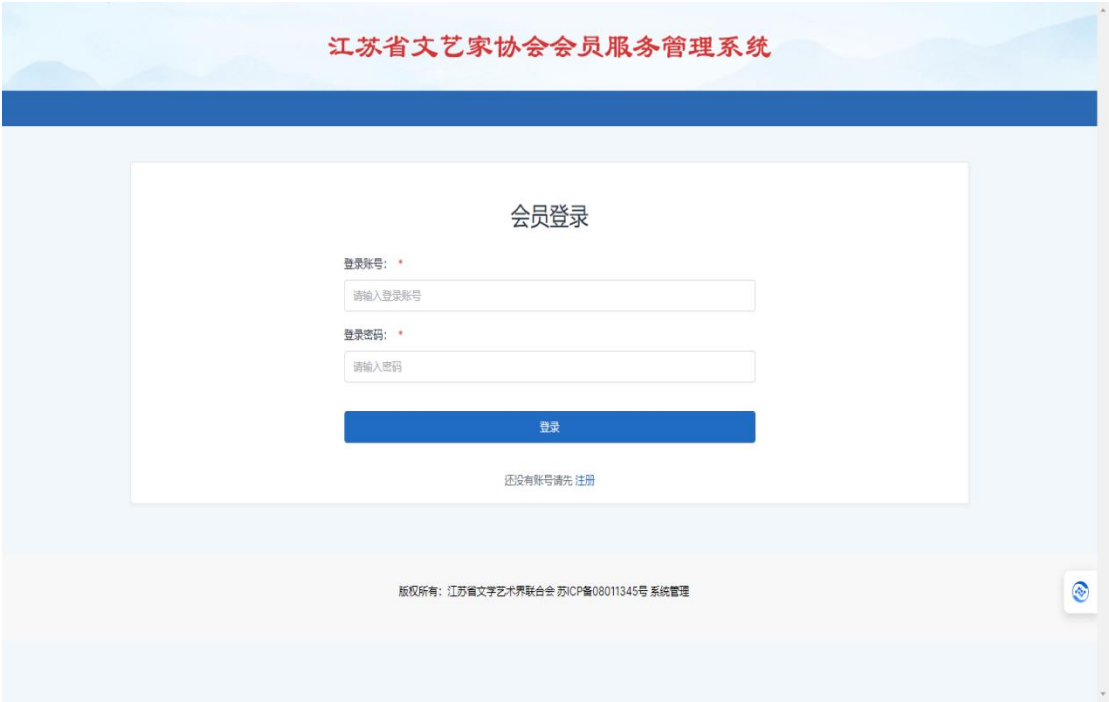 江苏省文艺家协会会员服务管理系统
会员登录
登录账号： *
请输入登录账号
登录密码： *
请输入密码
登录
还没有账号请先 注册
版权所有：江苏省文学艺术界联合会 苏ICP备08011345号 系统管理